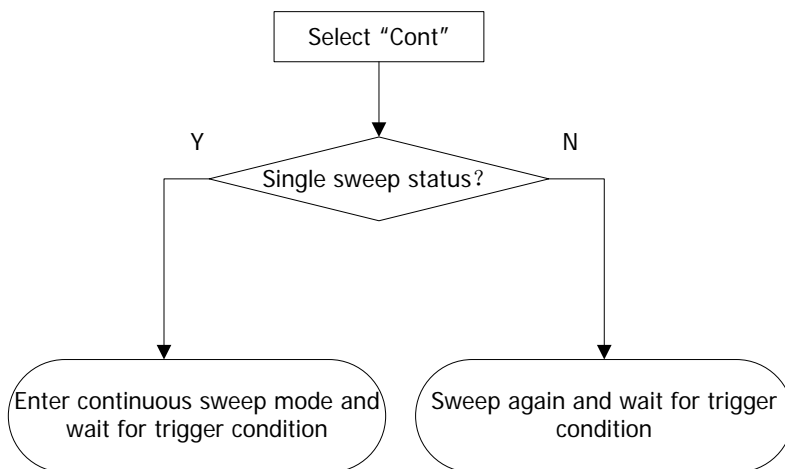 Select “Cont”
Y
N
Single sweep status？
Enter continuous sweep mode and
wait for trigger condition
Sweep again and wait for trigger
condition